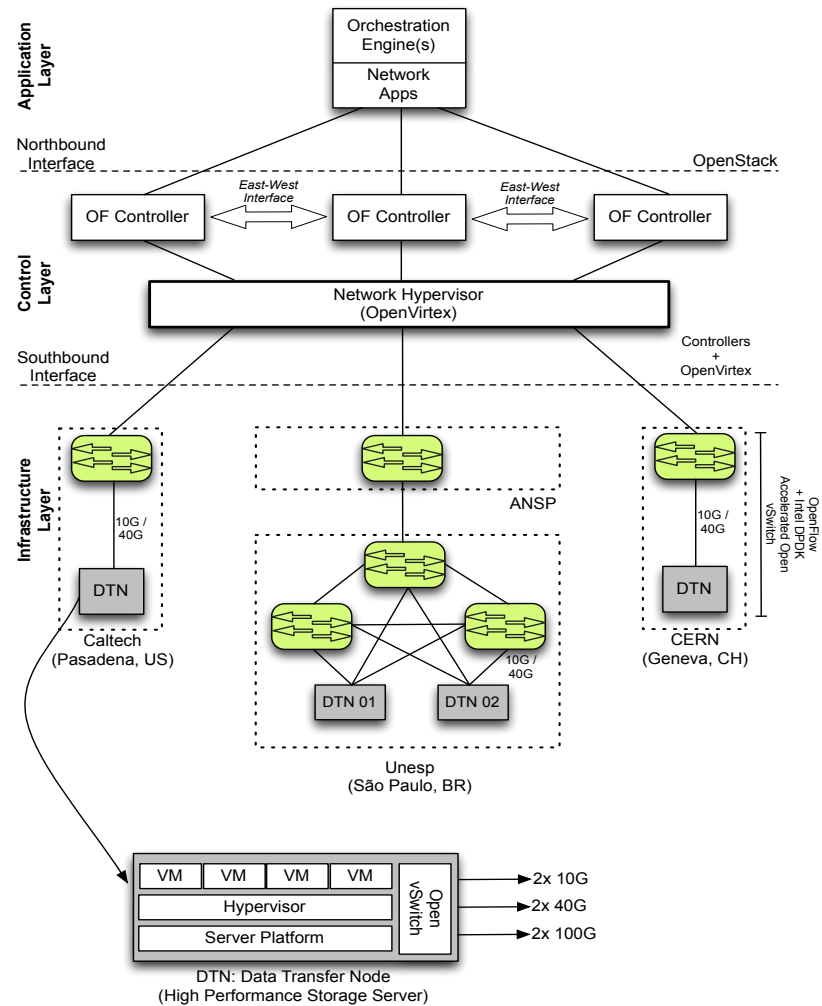 Application
Layer
Orchestration
Engine(s)
Network
Apps
Northbound
Interface
OpenStack
East-West
Interface
East-West
Interface
OF Controller
OF Controller
OF Controller
Control
Layer
Network Hypervisor
(OpenVirtex)
Southbound
Interface
Controllers
+
OpenVirtex
Infrastructure
Layer
10G /
40G
DTN
Caltech
(Pasadena, US)
ANSP
10G /
40G
DTN 01
DTN 02
Unesp
(São Paulo, BR)
10G /
40G
DTN
CERN
(Geneva, CH)
OpenFlow
+ Intel DPDK
Accelerated Open
vSwitch
VM
VM
VM
VM
Hypervisor
Server Platform
Open
vSwitch
2x 10G
2x 40G
2x 100G
DTN: Data Transfer Node
(High Performance Storage Server)